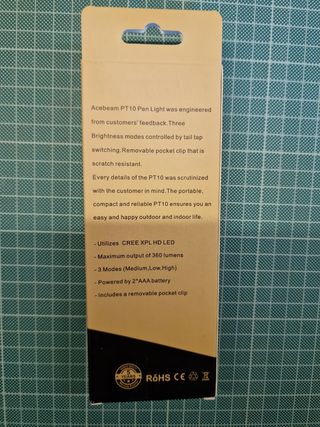 Acebeam PT10 Pen Light was engineered
from customers' feedback.Three
Brightness modes controlled by tail tap
switching.Removable pocket clip that is
scratch resistant.
Every details of the PT10 was scrutinized
with the customer in mind.The portable,
compact and reliable PT10 ensures you an
easy and happy outdoor and indoor life.
- Utilizes CREE XPL HD LED
- Maximum output of 360 lumens
- 3 Modes (Medium,Low,High)
- Powered by 2*AAA battery
- Includes a removable pocket clip
5
YEARS
RoHS CE